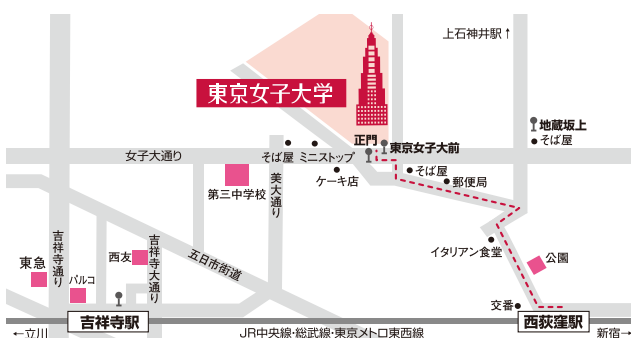 上石神井駅↑
東京女子大学
地蔵坂上
そば屋
正門
東京女子大前
女子大通り
そば屋
ミニストップ
ケーキ店
そば屋
郵便局
第三中学校
美大通り
吉祥寺通り
吉祥寺大通り
五日市街道
イタリアン食堂
公園
東急
西友
パルコ
交番
吉祥寺駅
西荻窪駅
←立川
JR中央線・総武線・東京メトロ東西線
新宿→